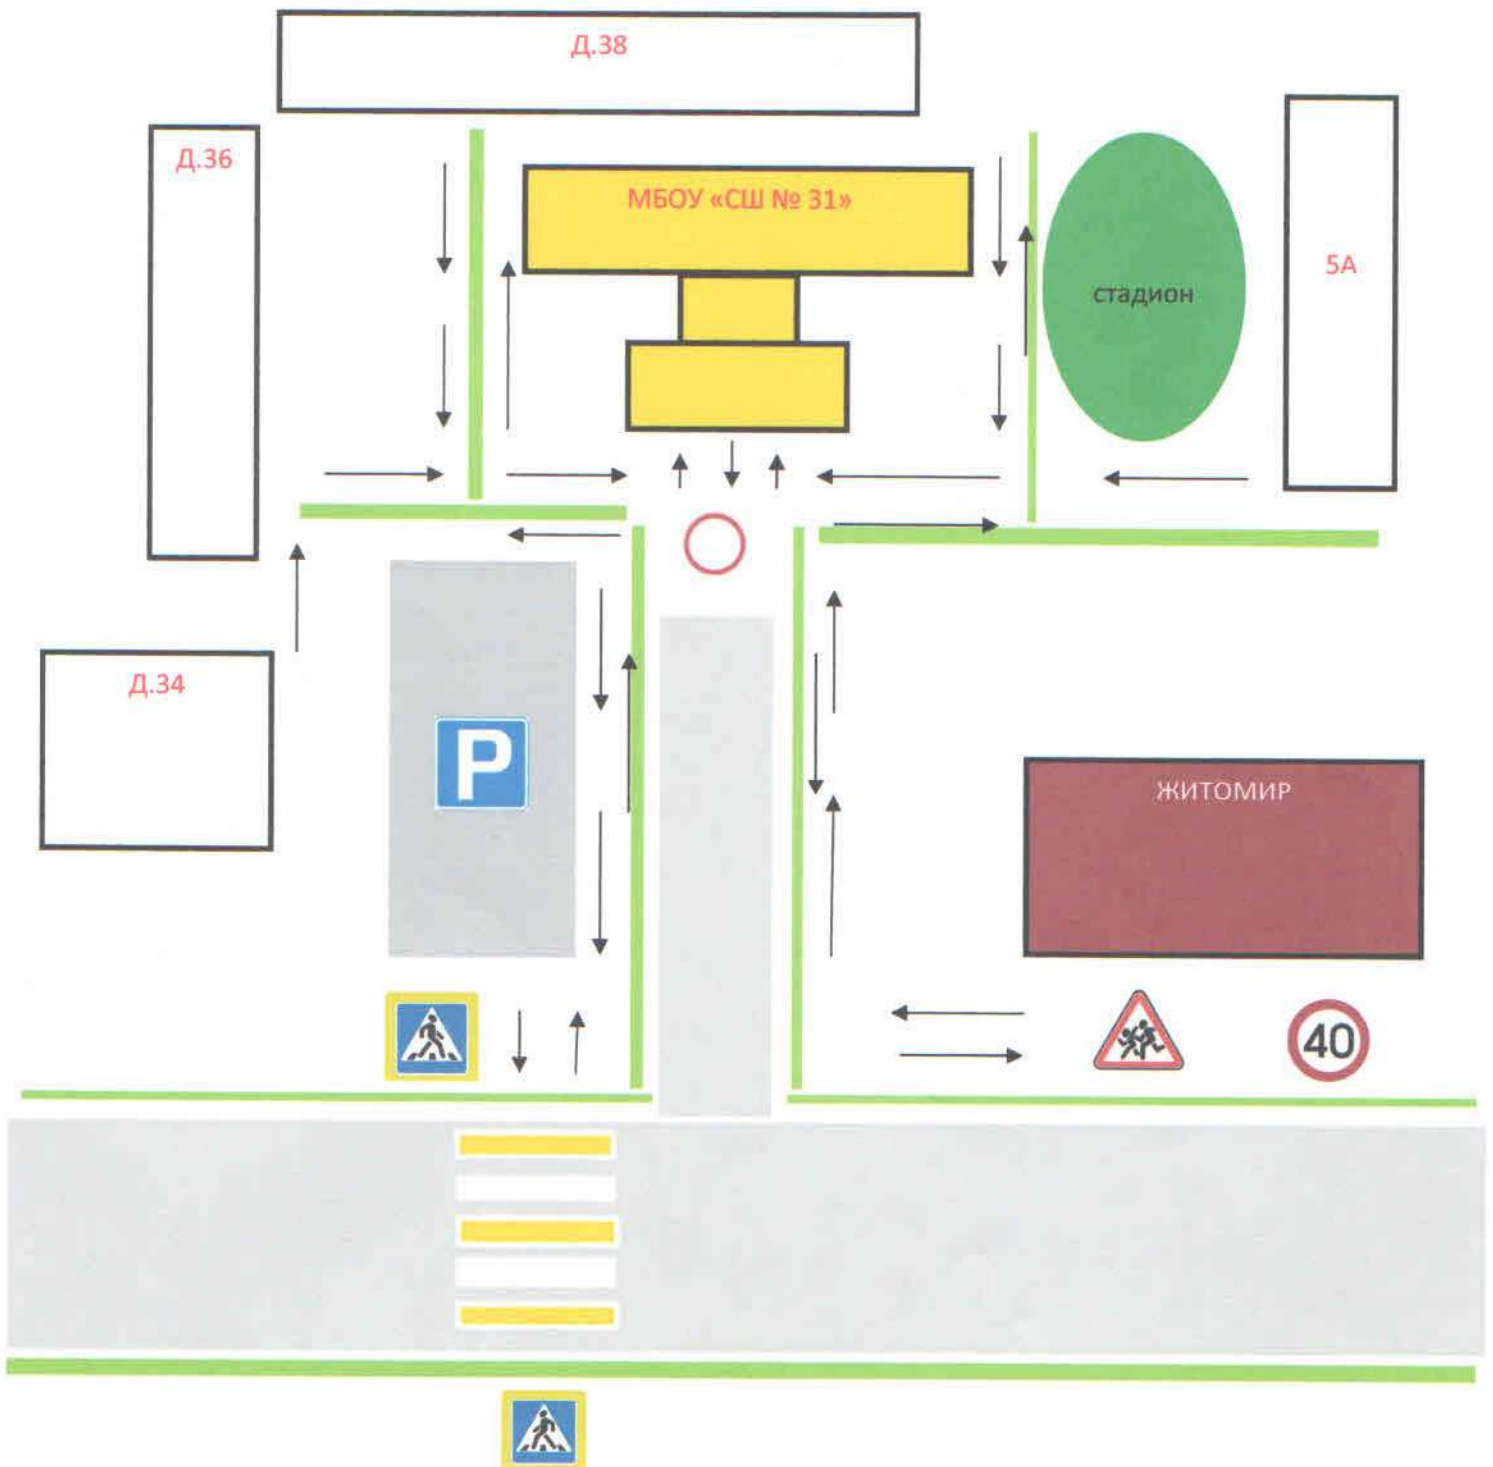 Д.38
Д.36
МБОУ «СШ № 31»
5А
стадион
Д.34
P
ЖИТОМИР
40